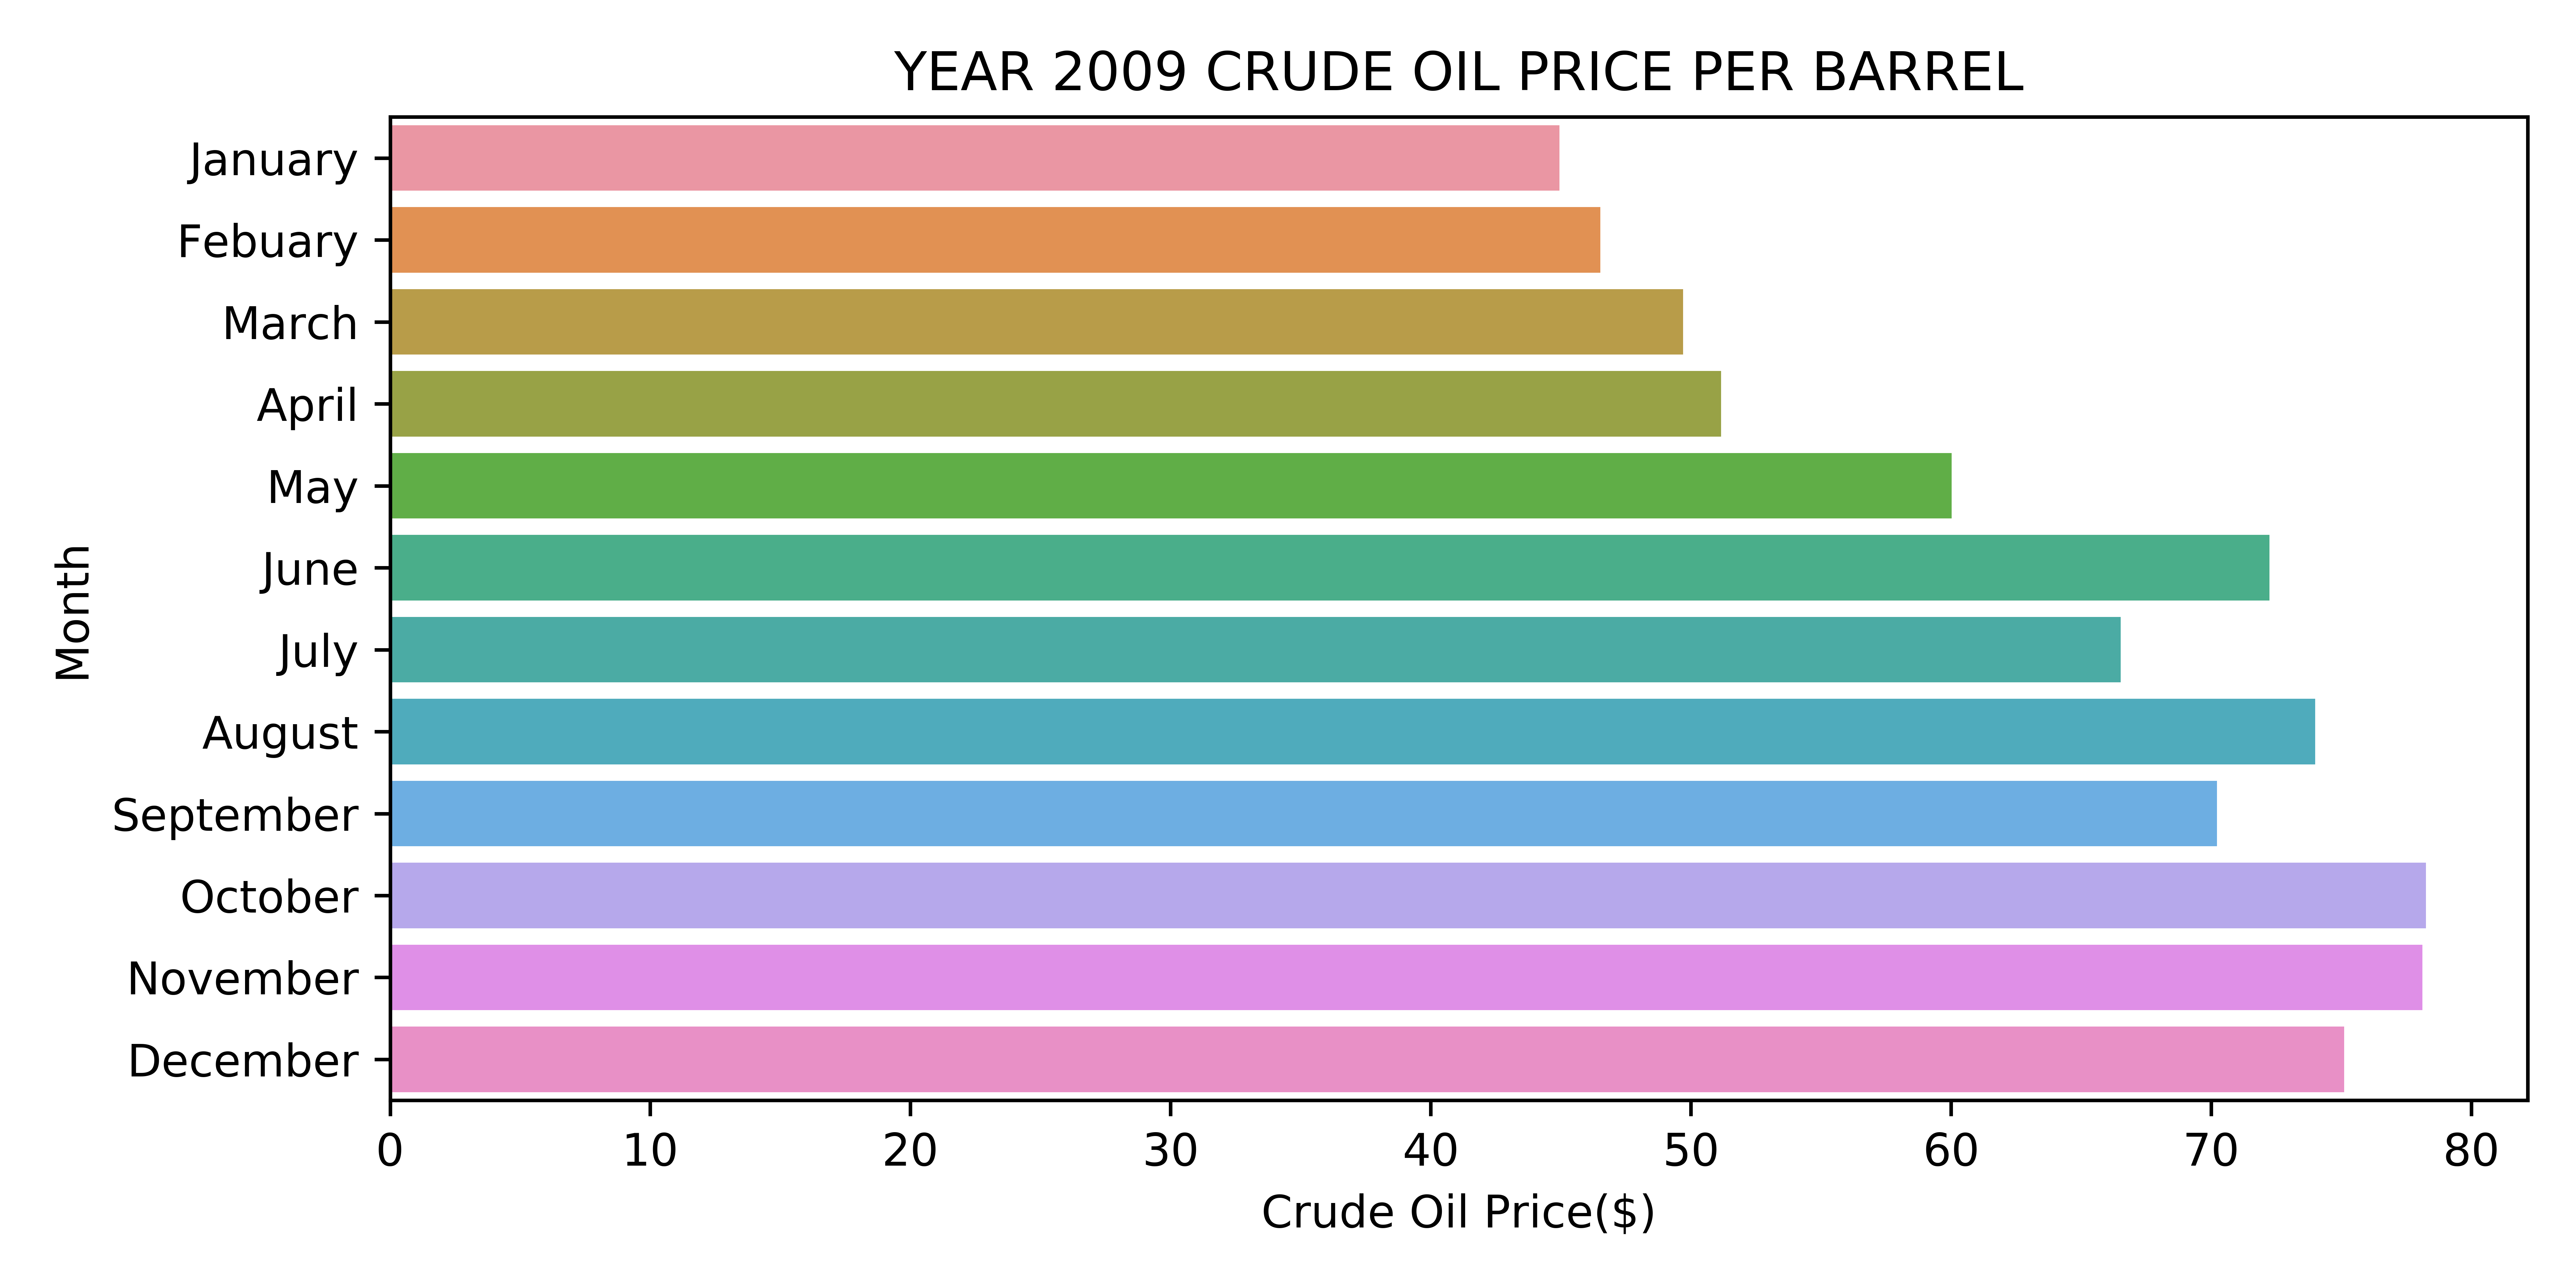 YEAR 2009 CRUDE OIL PRICE PER BARREL
January
Febuary
March
April
May
June
July
August
September
October
November
December
Month
0 10 20 30 40 50 60 70 80
Crude Oil Price($)